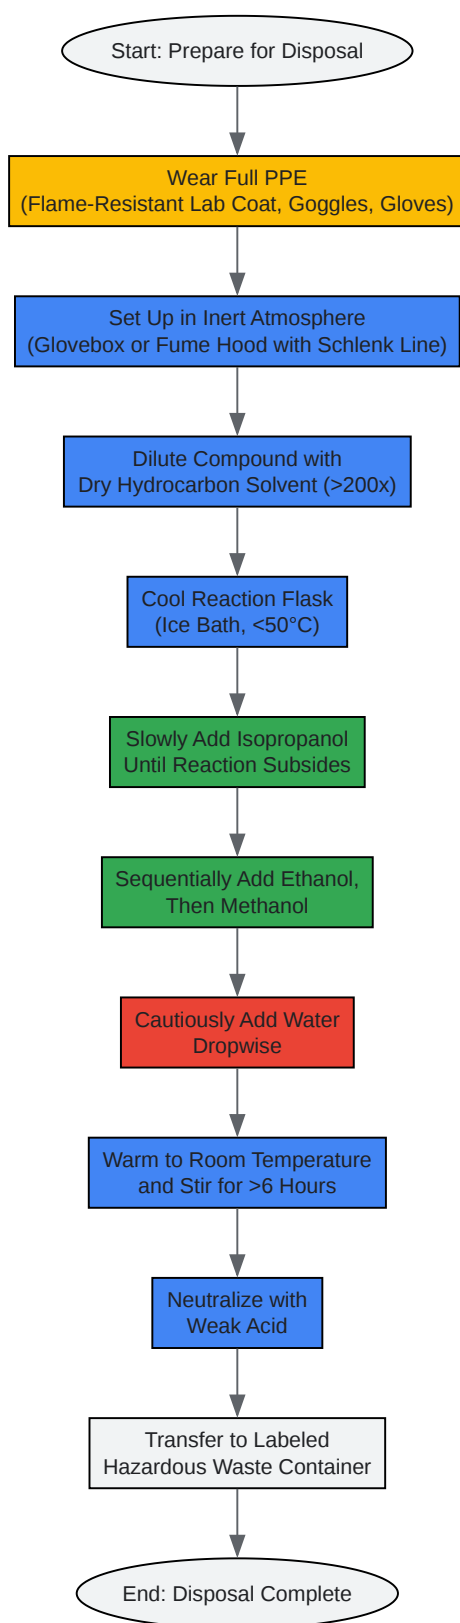 Start: Prepare for Disposal
Wear Full PPE
(Flame-Resistant Lab Coat, Goggles, Gloves)
Set Up in Inert Atmosphere
(Glovebox or Fume Hood with Schlenk Line)
Dilute Compound with
Dry Hydrocarbon Solvent (>200x)
Cool Reaction Flask
(Ice Bath, <50°C)
Slowly Add Isopropanol
Until Reaction Subsides
Sequentially Add Ethanol,
Then Methanol
Cautiously Add Water
Dropwise
Warm to Room Temperature
and Stir for >6 Hours
Neutralize with
Weak Acid
Transfer to Labeled
Hazardous Waste Container
End: Disposal Complete